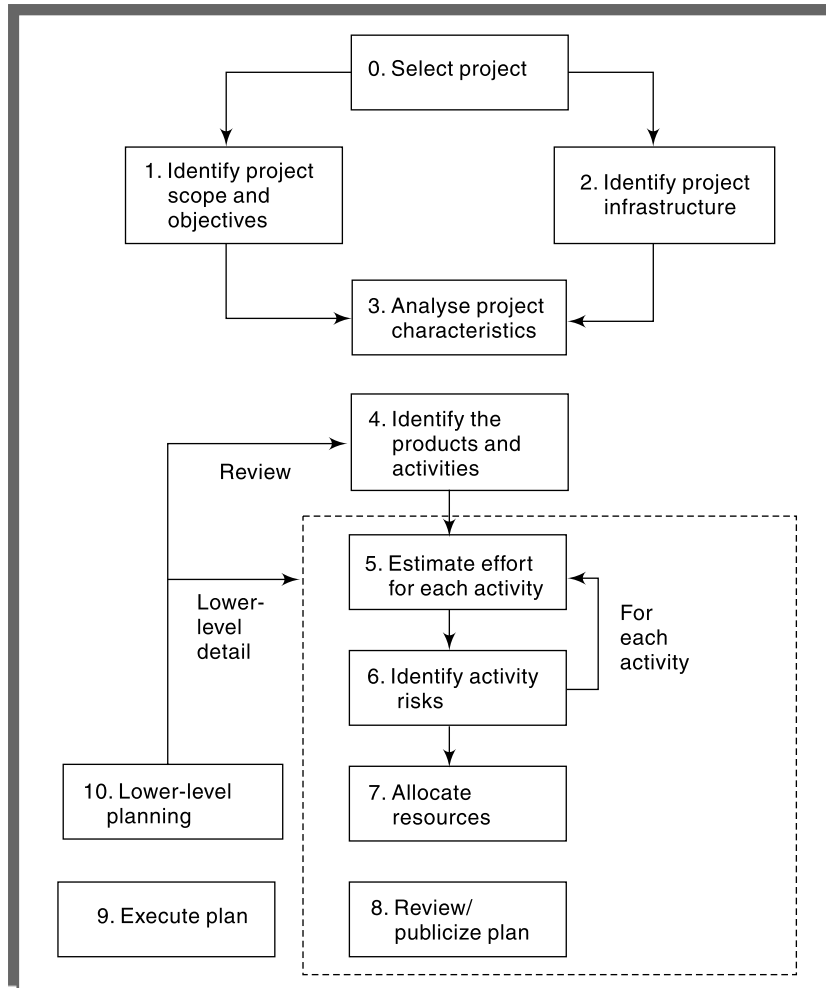 0. Select project
1. Identify project
scope and
objectives
2. Identify project
infrastructure
3. Analyse project
characteristics
4. Identify the
products and
activities
Review
5. Estimate effort
for each activity
Lower-
level
detail
For
each
activity
6. Identify activity
risks
10. Lower-level
planning
7. Allocate
resources
9. Execute plan
8. Review/
publicize plan